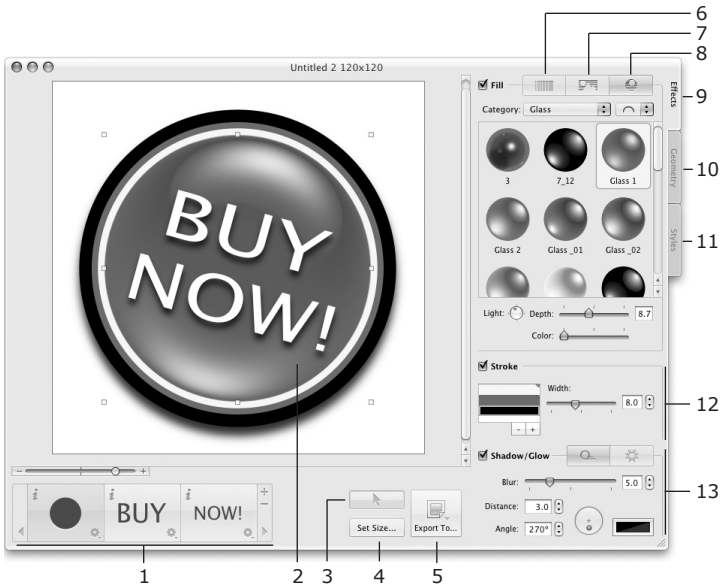 6
7
8
Untitled 2 120x120
Fill
Effects
9
Category: Glass
BUY
NOW!
3 7_12 Glass 1
Geometry
10
Glass 2 Glass _01 Glass _02
Styles
11
Light: Depth: 8.7
Color:
Stroke
Width:
8.0
12
- +
Shadow/Glow
- +
Blur: 5.0
13
i i i
BUY NOW!
+
-
Distance: 3.0
Set Size... Export To...
Angle: 270°
1 2 3 4 5